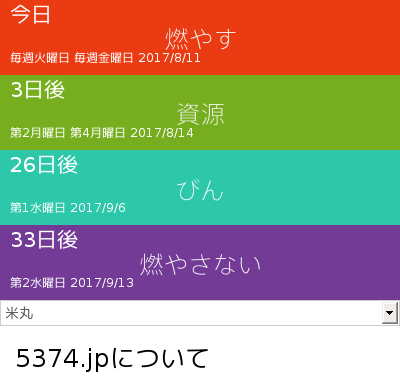 今日
燃やす
毎週火曜日 毎週金曜日 2017/8/11
3日後
資源
第2月曜日 第4月曜日 2017/8/14
26日後
びん
第1水曜日 2017/9/6
33日後
燃やさない
第2水曜日 2017/9/13
米丸
5374.jpについて